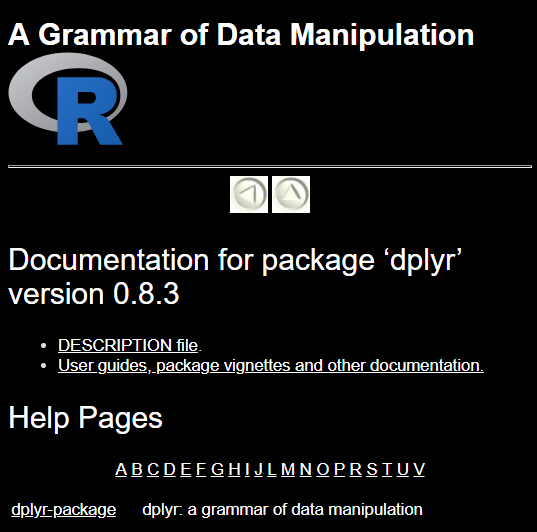 A Grammar of Data Manipulation
R
Documentation for package ‘dplyr’
version 0.8.3
DESCRIPTION file.
User guides, package vignettes and other documentation.
Help Pages
A B C D E F G H I J L M N O P R S T U V
dplyr-package dplyr: a grammar of data manipulation